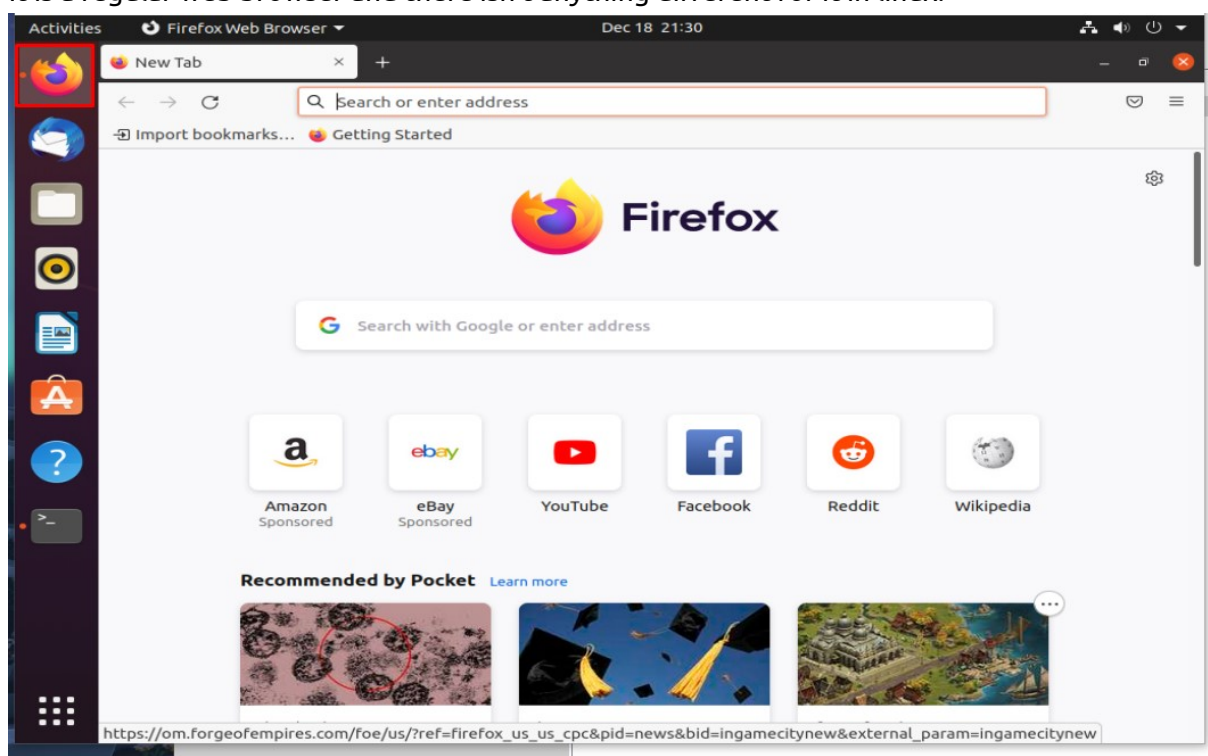 Activities Firefox Web Browser Dec 18 21:30
New Tab × +
Search or enter address
Import bookmarks... Getting Started
Firefox
G Search with Google or enter address
a ebay f
A
?
>_
Amazon eBay YouTube Facebook Reddit Wikipedia
Sponsored Sponsored
Recommended by Pocket Learn more
https://om.forgeofempires.com/foe/us/?ref=firefox_us_us_cpc&pid=news&bid=ingamecitynew&external_param=ingamecitynew